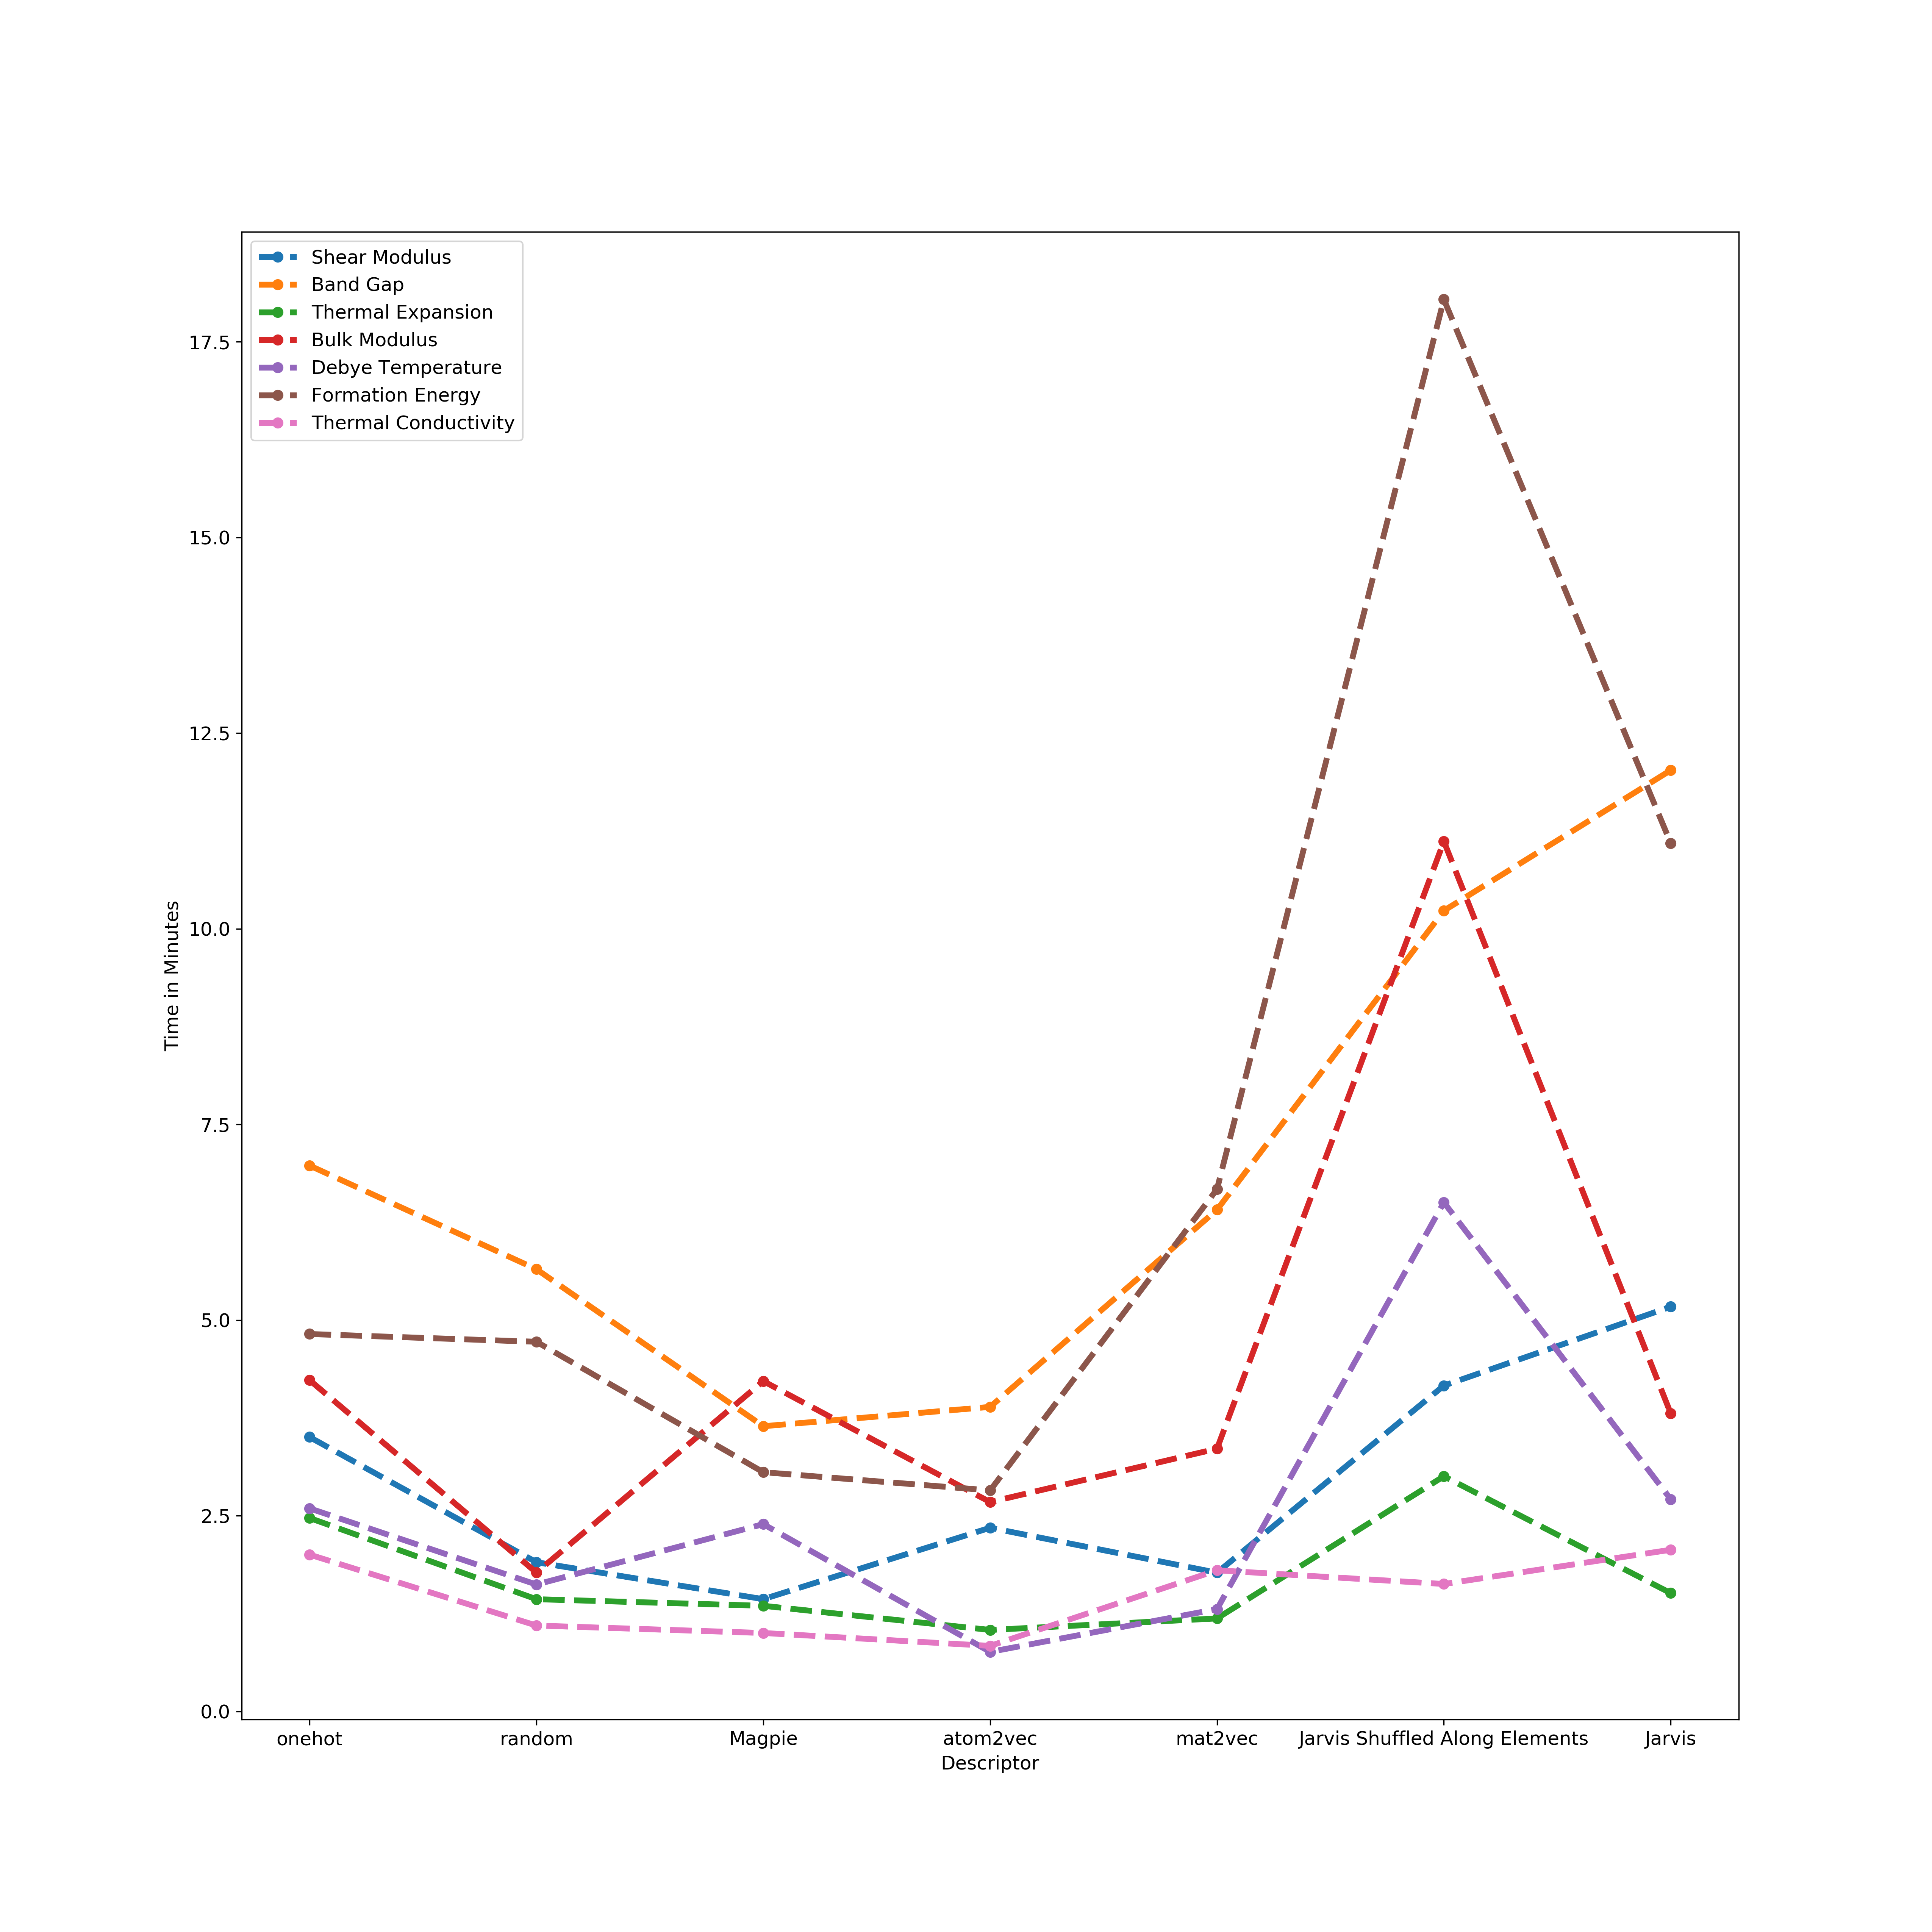 Shear Modulus
Band Gap
Thermal Expansion
Bulk Modulus
Debye Temperature
Formation Energy
Thermal Conductivity
17.5
15.0
12.5
10.0
7.5
5.0
2.5
0.0
Time in Minutes
onehot random Magpie atom2vec mat2vec Jarvis Shuffled Along Elements Jarvis
Descriptor